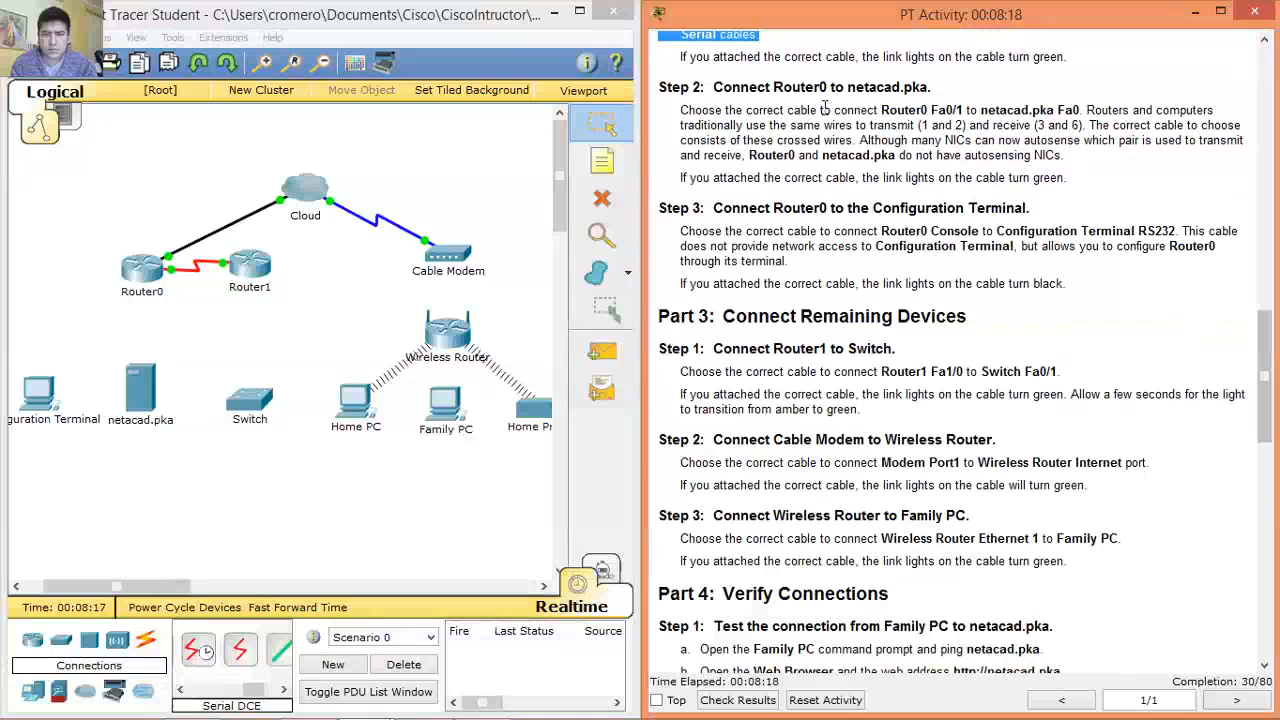 t Tracer Student - C:\Users\cromero\Documents\Cisco\CiscoIntructor\...
View Tools Extensions Help
Logical
[Root]
New Cluster
Move Object
Set Tiled Background
Viewport
Cloud
Cable Modem
Router0
Router1
Wireless Router
guration Terminal
netacad.pka
Switch
Home PC
Family PC
Home Pr
Realtime
Time: 00:08:17
Power Cycle Devices Fast Forward Time
Connections
Serial DCE
Scenario 0
New
Delete
Toggle PDU List Window
Fire
Last Status
Source
PT Activity: 00:08:18
Serial cables.
If you attached the correct cable, the link lights on the cable turn green.
Step 2: Connect Router0 to netacad.pka.
Choose the correct cable to connect Router0 Fa0/1 to netacad.pka Fa0. Routers and computers
traditionally use the same wires to transmit (1 and 2) and receive (3 and 6). The correct cable to choose
consists of these crossed wires. Although many NICs can now autosense which pair is used to transmit
and receive, Router0 and netacad.pka do not have autosensing NICs.
If you attached the correct cable, the link lights on the cable turn green.
Step 3: Connect Router0 to the Configuration Terminal.
Choose the correct cable to connect Router0 Console to Configuration Terminal RS232. This cable
does not provide network access to Configuration Terminal, but allows you to configure Router0
through its terminal.
If you attached the correct cable, the link lights on the cable turn black.
Part 3: Connect Remaining Devices
Step 1: Connect Router1 to Switch.
Choose the correct cable to connect Router1 Fa1/0 to Switch Fa0/1.
If you attached the correct cable, the link lights on the cable turn green. Allow a few seconds for the light
to transition from amber to green.
Step 2: Connect Cable Modem to Wireless Router.
Choose the correct cable to connect Modem Port1 to Wireless Router Internet port.
If you attached the correct cable, the link lights on the cable will turn green.
Step 3: Connect Wireless Router to Family PC.
Choose the correct cable to connect Wireless Router Ethernet 1 to Family PC.
If you attached the correct cable, the link lights on the cable turn green.
Part 4: Verify Connections
Step 1: Test the connection from Family PC to netacad.pka.
a. Open the Family PC command prompt and ping netacad.pka.
b. Open the Web Browser and the web address http://netacad.pka.
Time Elapsed: 00:08:18
Completion: 30/80
Top
Check Results
Reset Activity
<
1/1
>